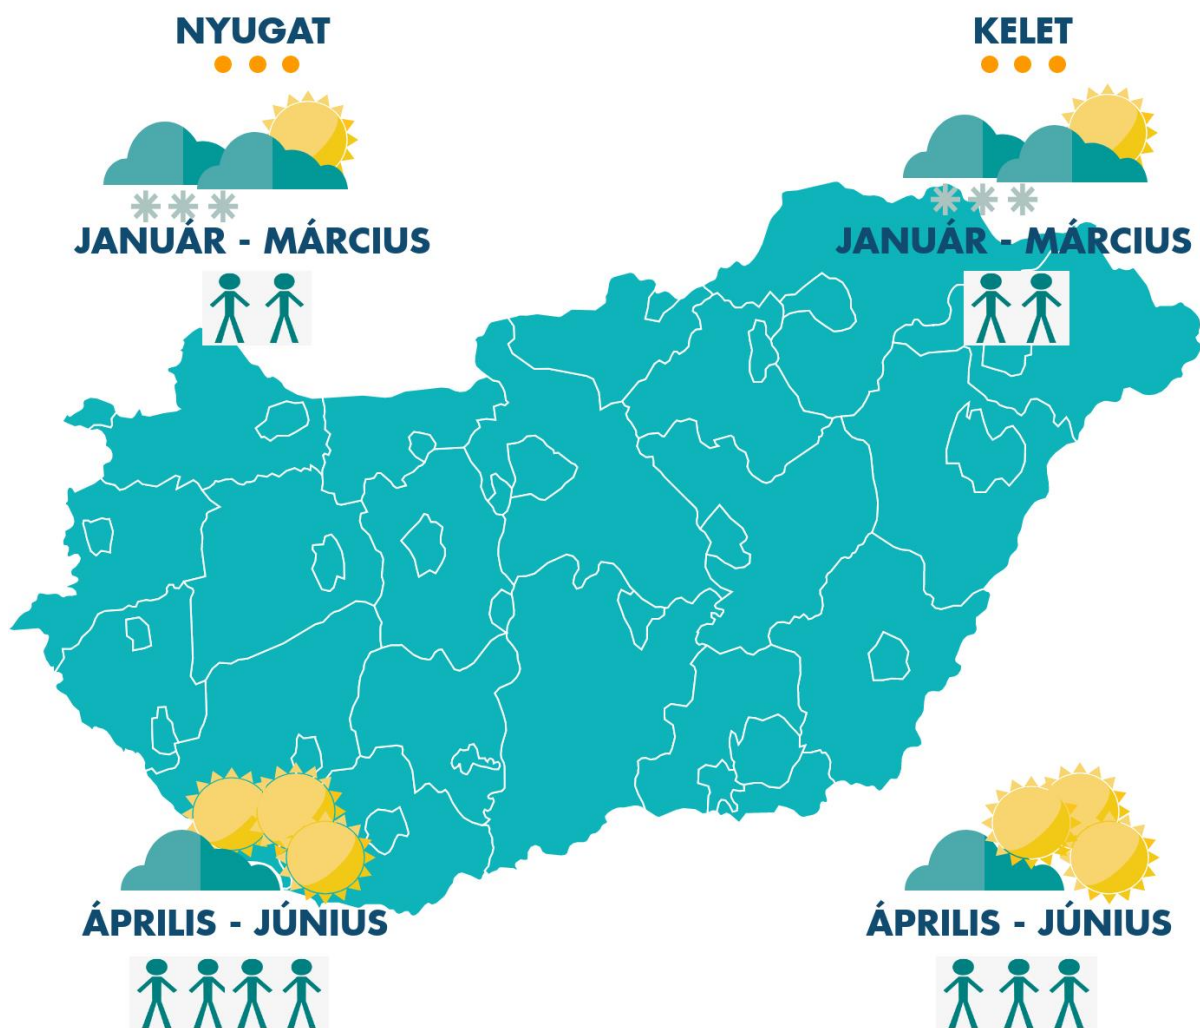 NYUGAT
KELET
JANUÁR - MÁRCIUS
JANUÁR - MÁRCIUS
ÁPRILIS - JÚNIUS
ÁPRILIS - JÚNIUS